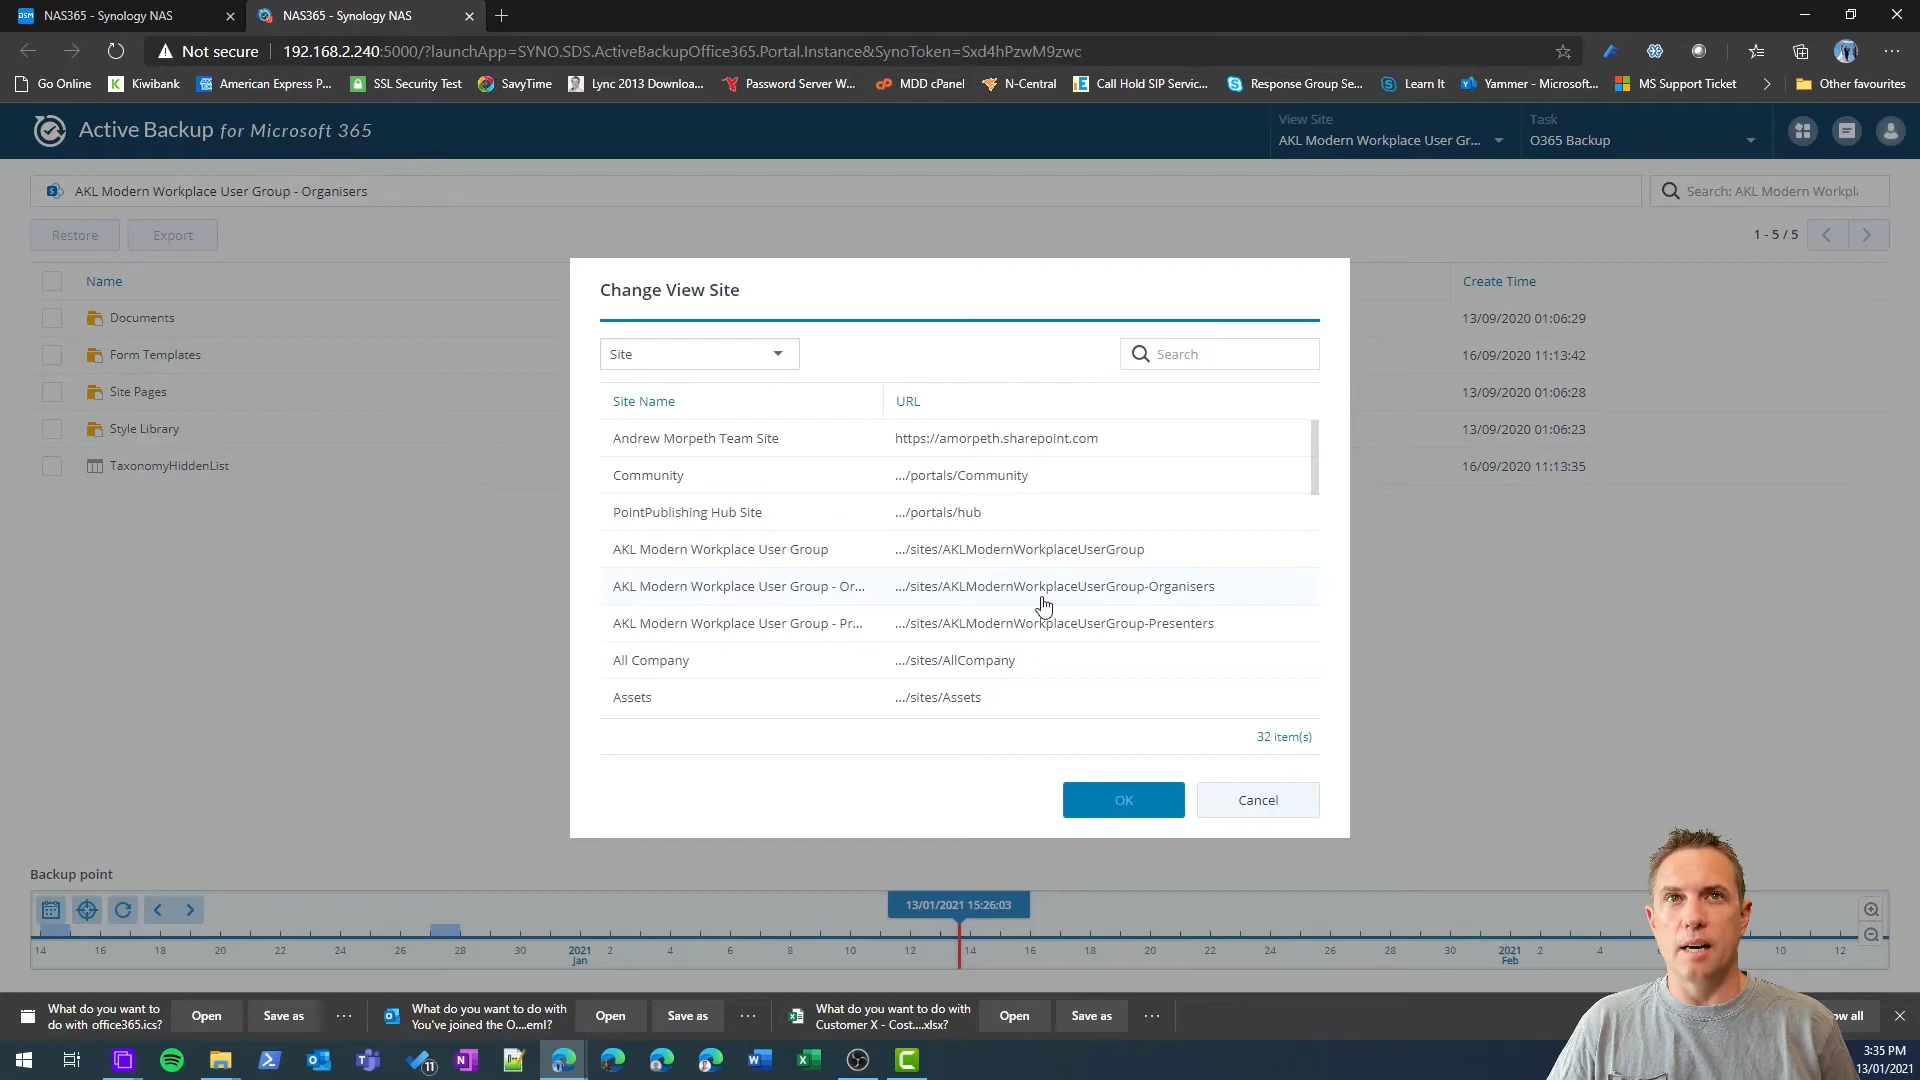 NAS365 - Synology NAS
NAS365 - Synology NAS
Not secure
192.168.2.240:5000/?launchApp=SYNO.SDS.ActiveBackupOffice365.Portal.Instance&SynoToken=Sxd4hPzwM9zwc
Go Online
Kiwibank
American Express P...
SSL Security Test
SavyTime
Lync 2013 Downloa...
Password Server W...
MDD cPanel
N-Central
Call Hold SIP Servic...
Response Group Se...
Learn It
Yammer - Microsoft...
MS Support Ticket
Other favourites
Active Backup for Microsoft 365
View Site
AKL Modern Workplace User Gr...
Task
O365 Backup
AKL Modern Workplace User Group - Organisers
Search: AKL Modern Workpl
Restore
Export
1 - 5 / 5
Name
Create Time
Documents
13/09/2020 01:06:29
Form Templates
16/09/2020 11:13:42
Site Pages
13/09/2020 01:06:28
Style Library
13/09/2020 01:06:23
TaxonomyHiddenList
16/09/2020 11:13:35
Change View Site
Site
Search
Site Name
URL
Andrew Morpeth Team Site
https://amorpeth.sharepoint.com
Community
.../portals/Community
PointPublishing Hub Site
.../portals/hub
AKL Modern Workplace User Group
.../sites/AKLModernWorkplaceUserGroup
AKL Modern Workplace User Group - Or...
.../sites/AKLModernWorkplaceUserGroup-Organisers
AKL Modern Workplace User Group - Pr...
.../sites/AKLModernWorkplaceUserGroup-Presenters
All Company
.../sites/AllCompany
Assets
.../sites/Assets
32 item(s)
OK
Cancel
Backup point
13/01/2021 15:26:03
14 16 18 20 22 24 26 28 30 2021 2 4 6 8 10 12 14 16 18 20 22 24 26 28 30 2021 2 4 10 12
Jan Feb
What do you want to
do with office365.ics?
Open
Save as
What do you want to do with
You've joined the O....eml?
Open
Save as
What do you want to do with
Customer X - Cost....xlsx?
Open
Save as
all
11
3:35 PM
13/01/2021